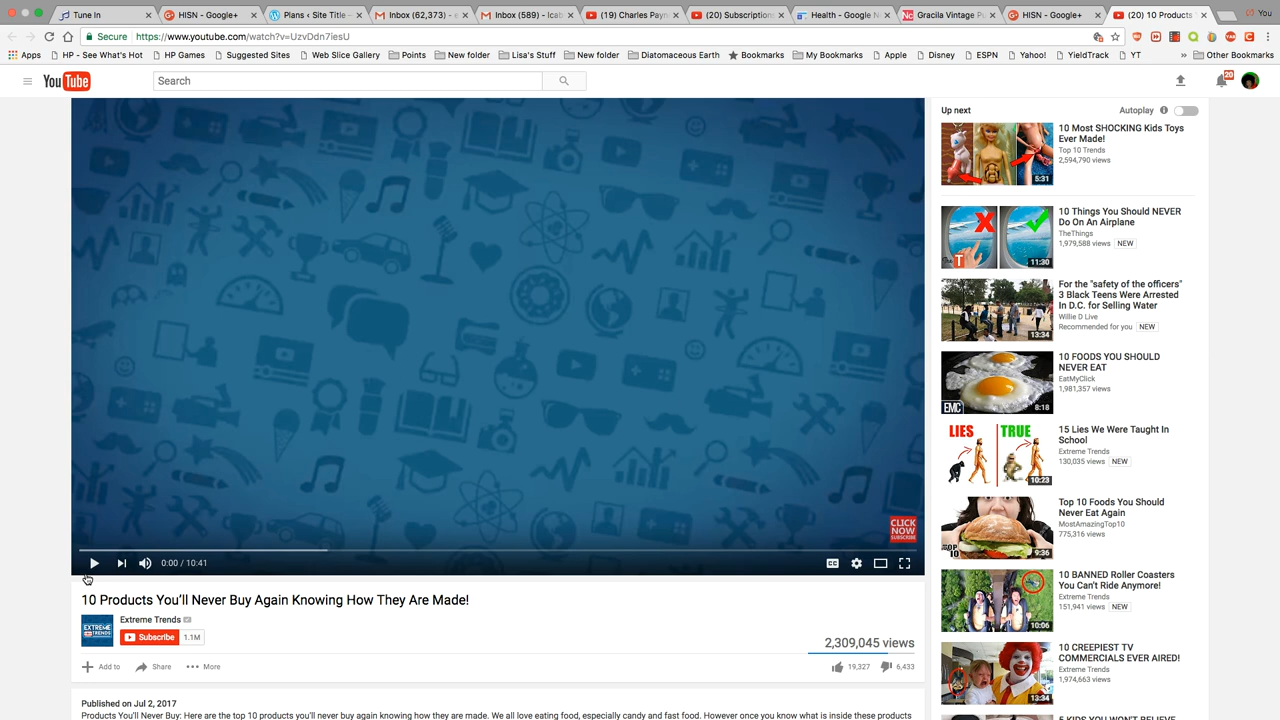 Tune In
HISN - Google+
Plans ‹ Site Title —
Inbox (62,373) - e
Inbox (589) - lcab
(19) Charles Payn
(20) Subscription:
Health - Google N
Gracila Vintage P
HISN - Google+
(20) 10 Products
You
Secure
https://www.youtube.com/watch?v=UzvDdn7iesU
Apps
HP - See What's Hot
HP Games
Suggested Sites
Web Slice Gallery
Points
New folder
Lisa's Stuff
New folder
Diatomaceous Earth
Bookmarks
My Bookmarks
Apple
Disney
ESPN
Yahoo!
YieldTrack
YT
»
Other Bookmarks
YouTube
Search
20
CLICK
NOW
SUBSCRIBE
0:00 / 10:41
10 Products You'll Never Buy Again Knowing How They Are Made!
EXTREME
TRENDS
Extreme Trends
Subscribe 1.1M
2,309,045 views
Add to
Share
More
19,327
6,433
Published on Jul 2, 2017
Products You'll Never Buy: Here are the top 10 products you'll never buy again knowing how they are made. We all love eating food, especially candy and fast food. However once you know what is inside these products
Up next
Autoplay
5:31
10 Most SHOCKING Kids Toys
Ever Made!
Top 10 Trends
2,594,790 views
T
11:30
10 Things You Should NEVER
Do On An Airplane
TheThings
1,979,588 views NEW
13:34
For the "safety of the officers"
3 Black Teens Were Arrested
In D.C. for Selling Water
Willie D Live
Recommended for you NEW
EMC
8:18
10 FOODS YOU SHOULD
NEVER EAT
EatMyClick
1,981,357 views
LIES
TRUE
10:23
15 Lies We Were Taught In
School
Extreme Trends
130,035 views NEW
TOP
10
9:36
Top 10 Foods You Should
Never Eat Again
MostAmazingTop10
775,316 views
10:06
10 BANNED Roller Coasters
You Can't Ride Anymore!
Extreme Trends
151,941 views NEW
13:34
10 CREEPIEST TV
COMMERCIALS EVER AIRED!
Extreme Trends
1,974,663 views
5 KIDS YOU WON'T BELIEVE